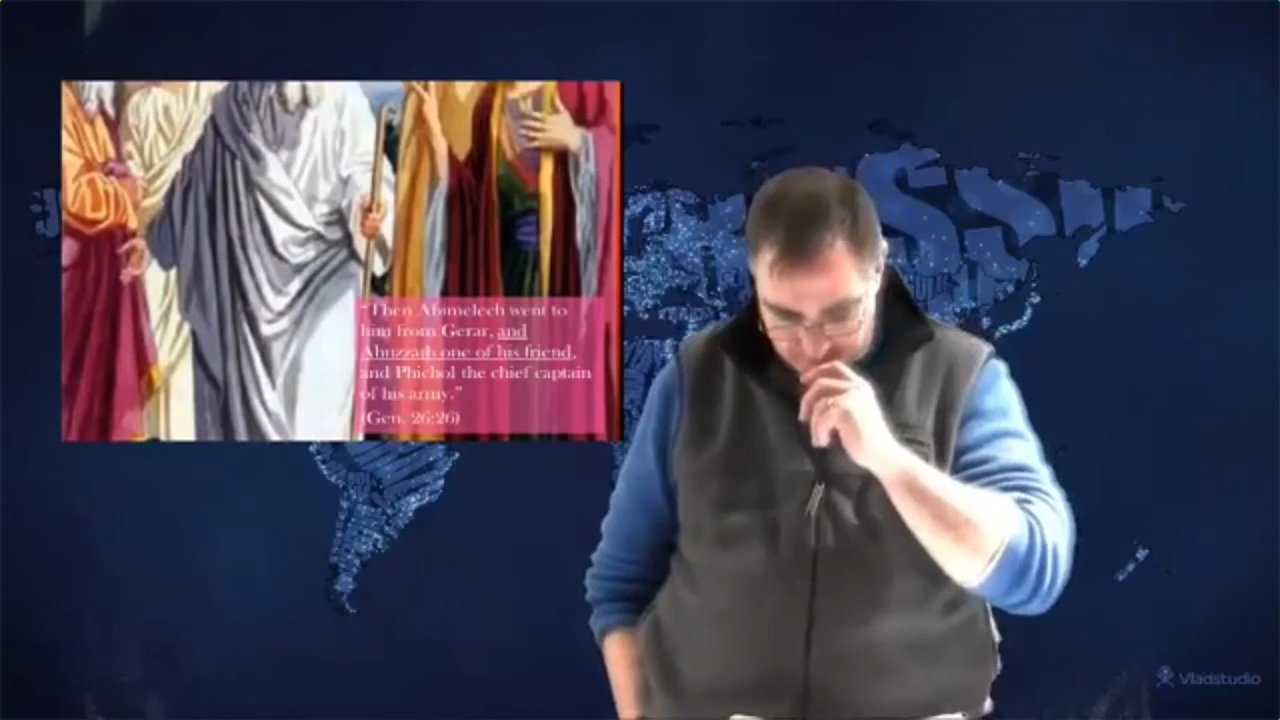 "Then Abimelech went to
him from Gerar, and
Ahuzzath one of his friend,
and Phichol the chief captain
of his army."
(Gen. 26:26)
Vladstudio